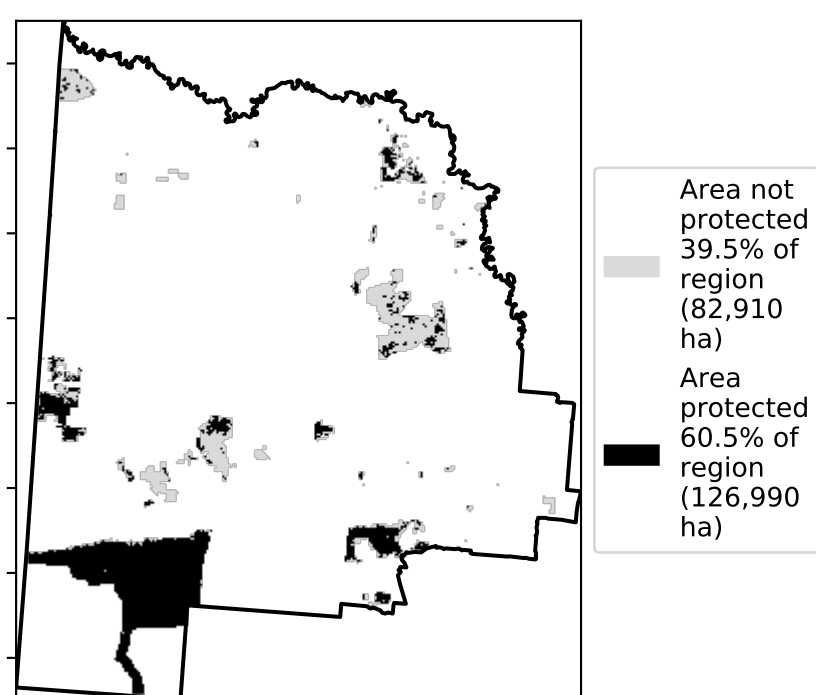 Area not
protected
39.5% of
region
(82,910
ha)
Area
protected
60.5% of
region
(126,990
ha)